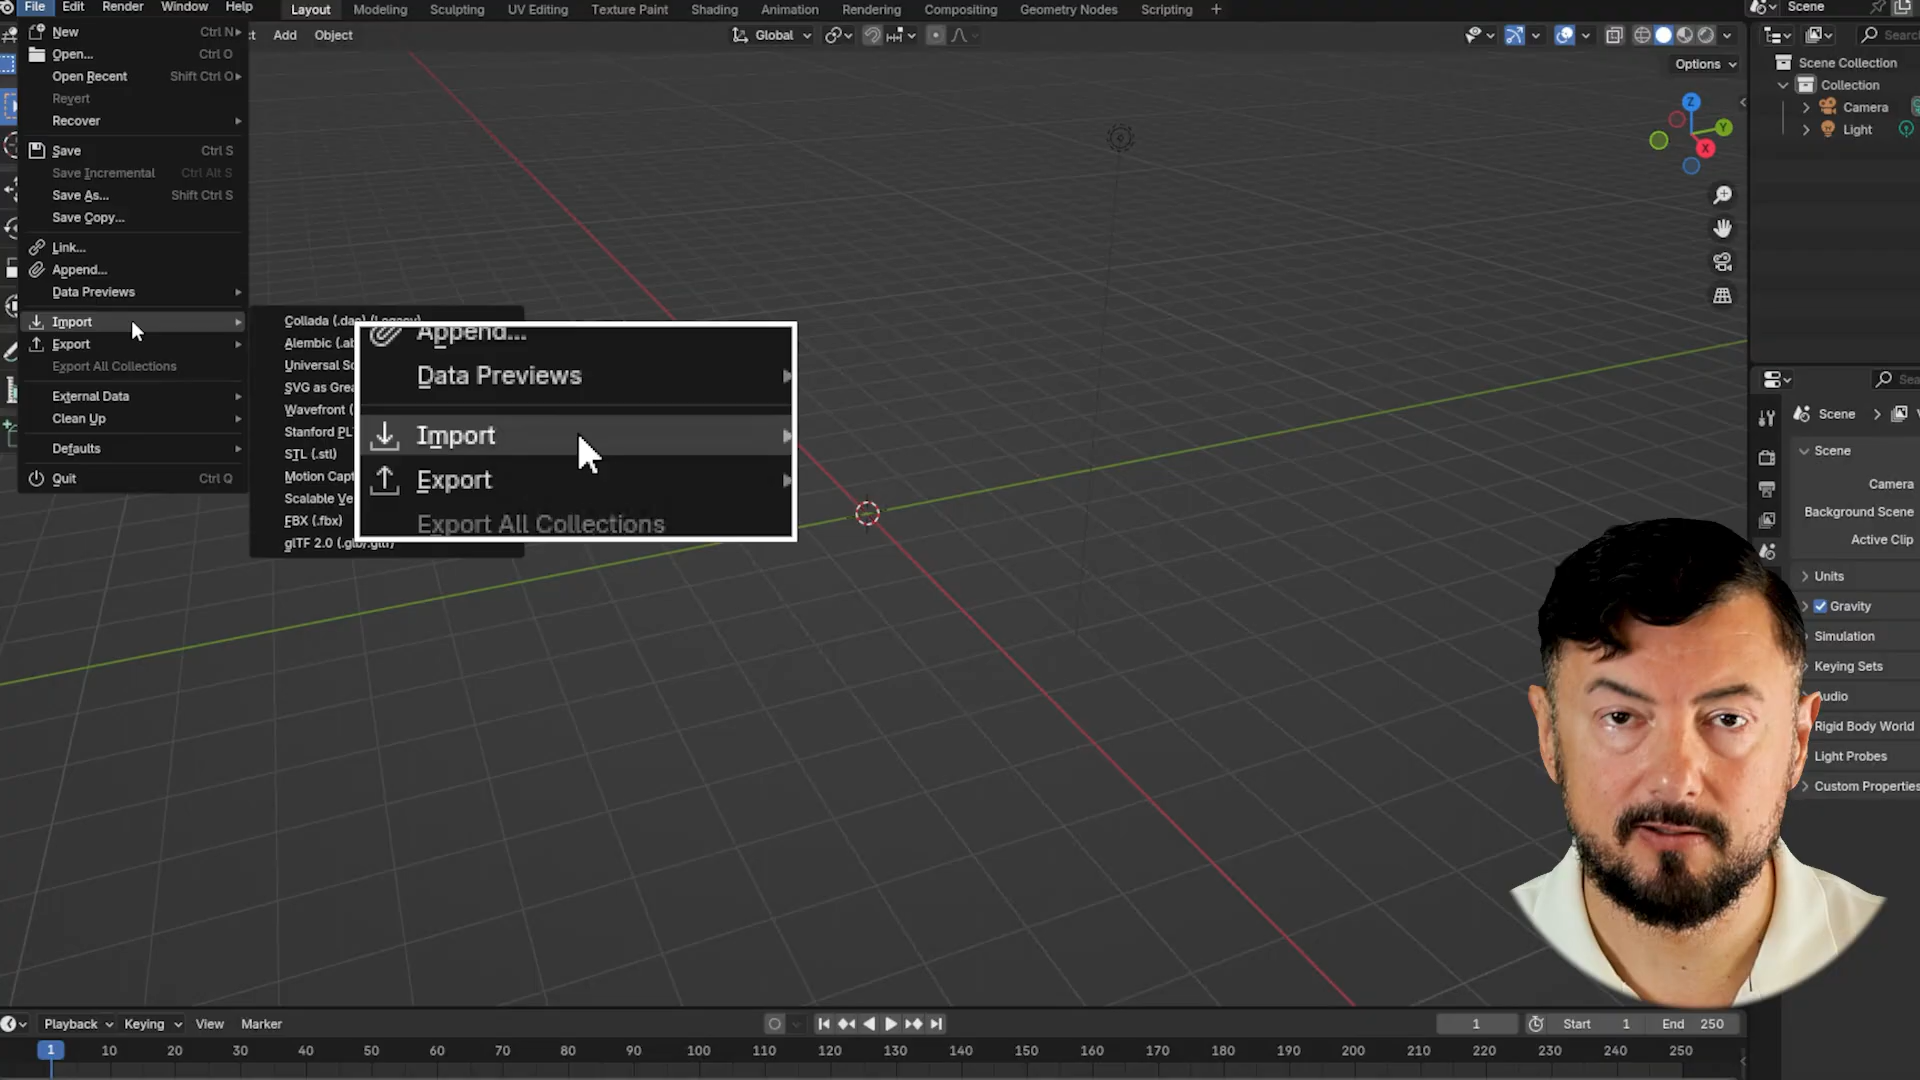 File Edit Render Window Help
Layout Modeling Sculpting UV Editing Texture Paint Shading Animation Rendering Compositing Geometry Nodes Scripting +
Scene
Add Object
Global
Options
New Ctrl N
Open... Ctrl O
Open Recent Shift Ctrl O
Revert
Recover
Save Ctrl S
Save Incremental Ctrl Alt S
Save As... Shift Ctrl S
Save Copy...
Link...
Append...
Data Previews
Import
Export
Export All Collections
External Data
Clean Up
Defaults
Quit Ctrl Q
Collada (.dae) (Legacy)
Alembic
Universal
SVG as
Wavefront
Stanford
STL (.stl)
Motion
Scalable
FBX (.fbx)
glTF 2.0 (.glb/.gltf)
Append...
Data Previews
Import
Export
Export All Collections
Z
Y
X
Scene Collection
Collection
Camera
Light
Scene
Scene
Camera
Background Scene
Active Clip
Units
Gravity
Simulation
Keying Sets
Rigid Body World
Light Probes
Custom Properties
Playback Keying View Marker
1 Start 1 End 250
1 10 20 30 40 50 60 70 80 90 100 110 120 130 140 150 160 170 180 190 200 210 220 230 240 250